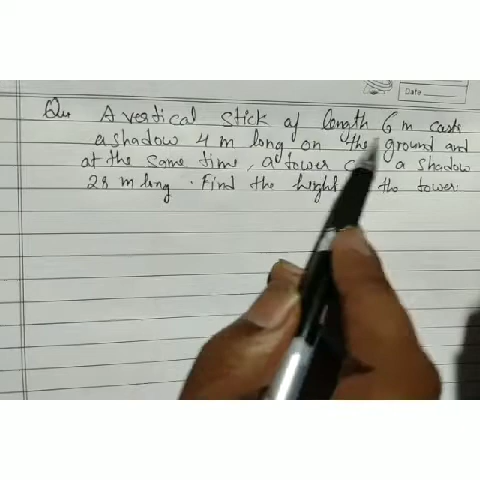 Date
Qu. A vertical stick of length 6 m casts
a shadow 4 m long on the ground and
at the same time, a tower a shadow
28 m long. Find the hight the tower.